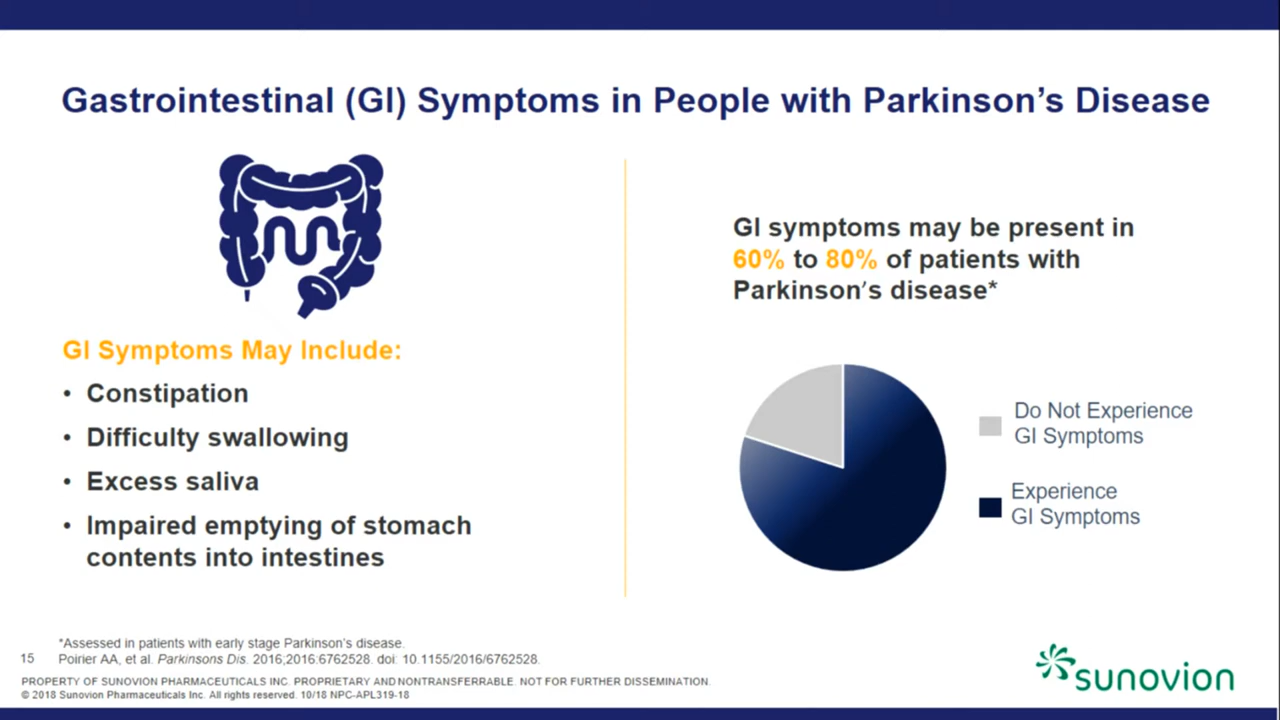 Gastrointestinal (GI) Symptoms in People with Parkinson's Disease
GI Symptoms May Include:
• Constipation
• Difficulty swallowing
• Excess saliva
• Impaired emptying of stomach
contents into intestines
GI symptoms may be present in
60% to 80% of patients with
Parkinson's disease*
Do Not Experience
GI Symptoms
Experience
GI Symptoms
*Assessed in patients with early stage Parkinson's disease.
15 Poirier AA, et al. Parkinsons Dis. 2016;2016:6762528. doi: 10.1155/2016/6762528.
PROPERTY OF SUNOVION PHARMACEUTICALS INC. PROPRIETARY AND NONTRANSFERRABLE. NOT FOR FURTHER DISSEMINATION.
© 2018 Sunovion Pharmaceuticals Inc. All rights reserved. 10/18 NPC-APL319-18
sunovion